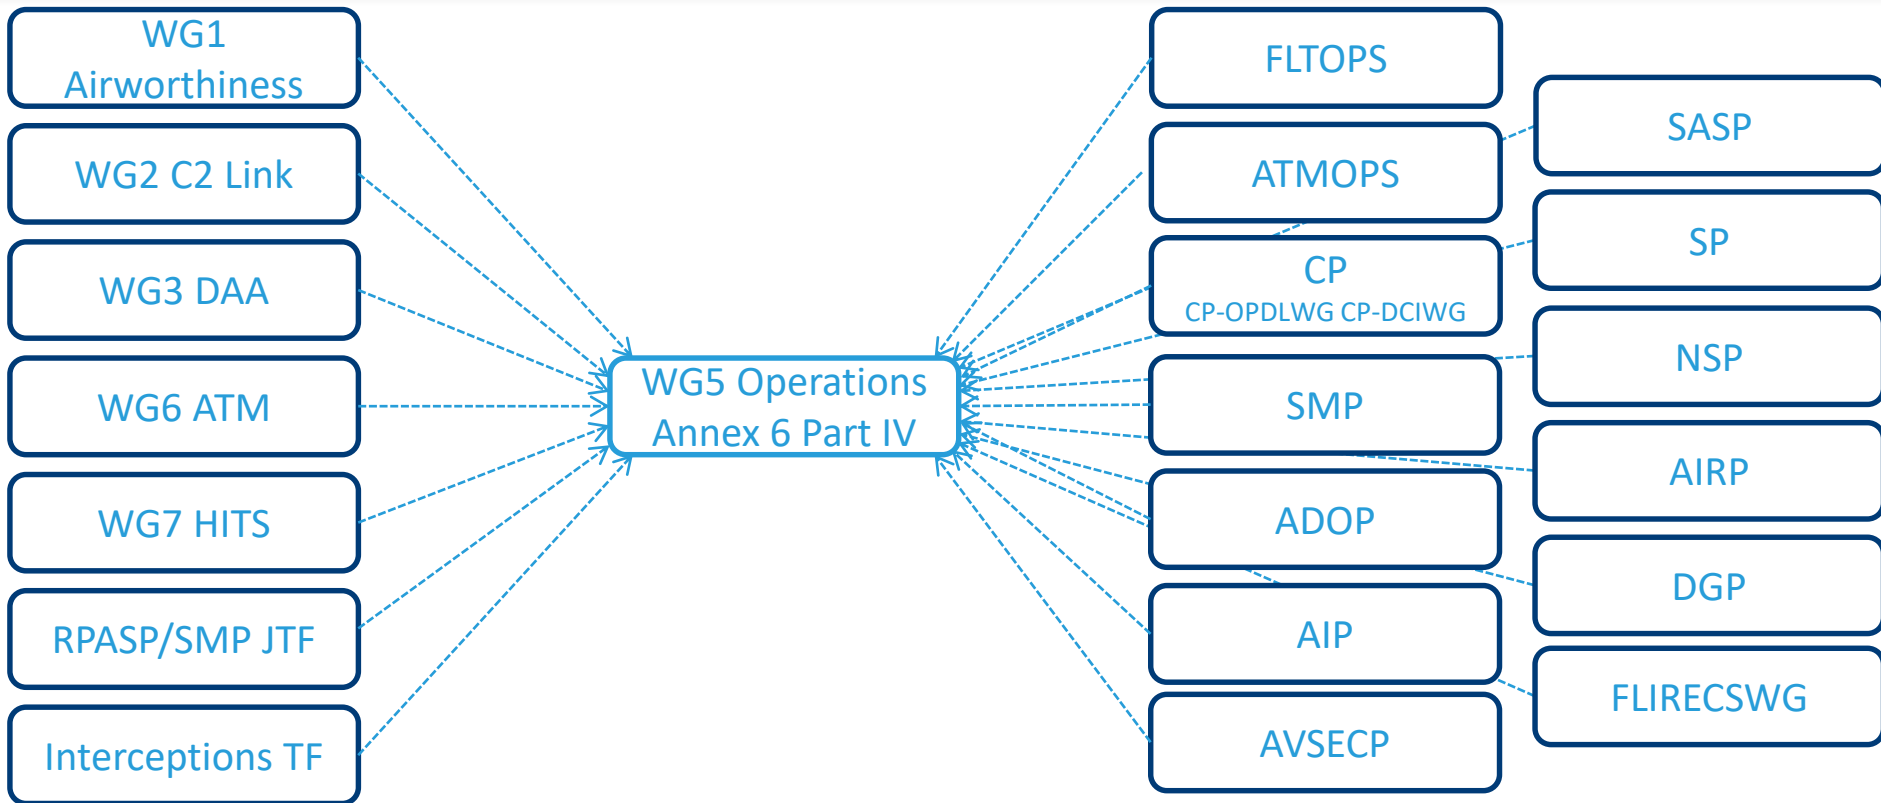 WG1
Airworthiness
WG2 C2 Link
WG3 DAA
WG6 ATM
WG7 HITS
RPASP/SMP JTF
Interceptions TF
WG5 Operations
Annex 6 Part IV
FLTOPS
ATMOPS
CP
CP-OPDLWG CP-DCIWG
SMP
ADOP
AIP
AVSECP
SASP
SP
NSP
AIRP
DGP
FLIRECSWG